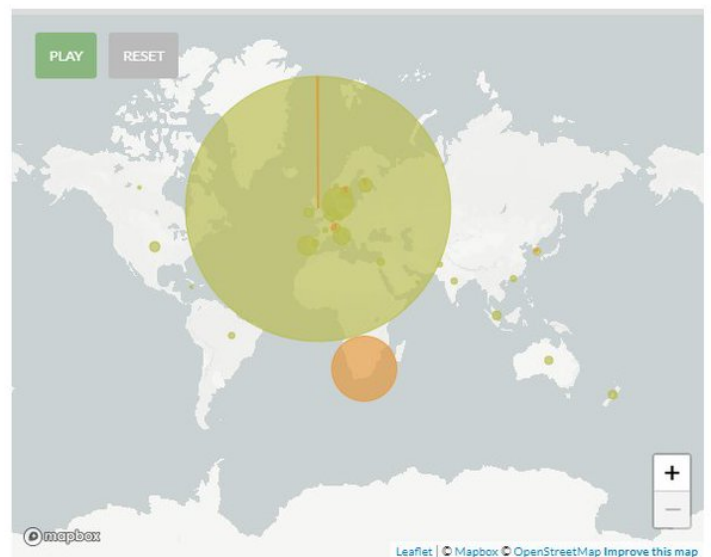 PLAY RESET
+
−
mapbox
Leaflet | © Mapbox © OpenStreetMap Improve this map